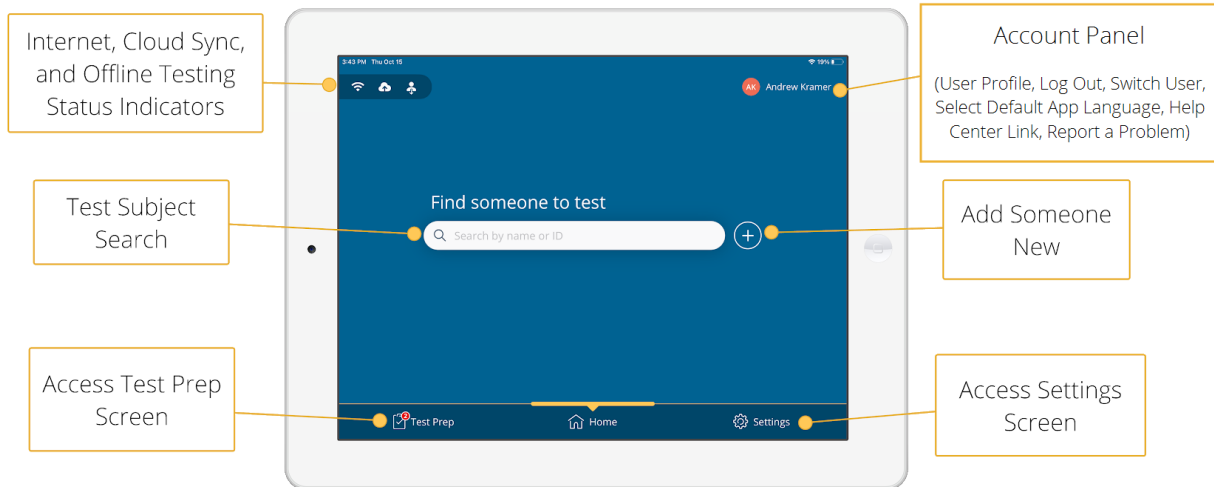 Internet, Cloud Sync,
and Offline Testing
Status Indicators
Account Panel
(User Profile, Log Out, Switch User,
Select Default App Language, Help
Center Link, Report a Problem)
3:43 PM Thu Oct 15
19%
AK Andrew Kramer
Test Subject
Search
Find someone to test
Search by name or ID
Add Someone
New
Access Test Prep
Screen
2
Test Prep
Home
Settings
Access Settings
Screen